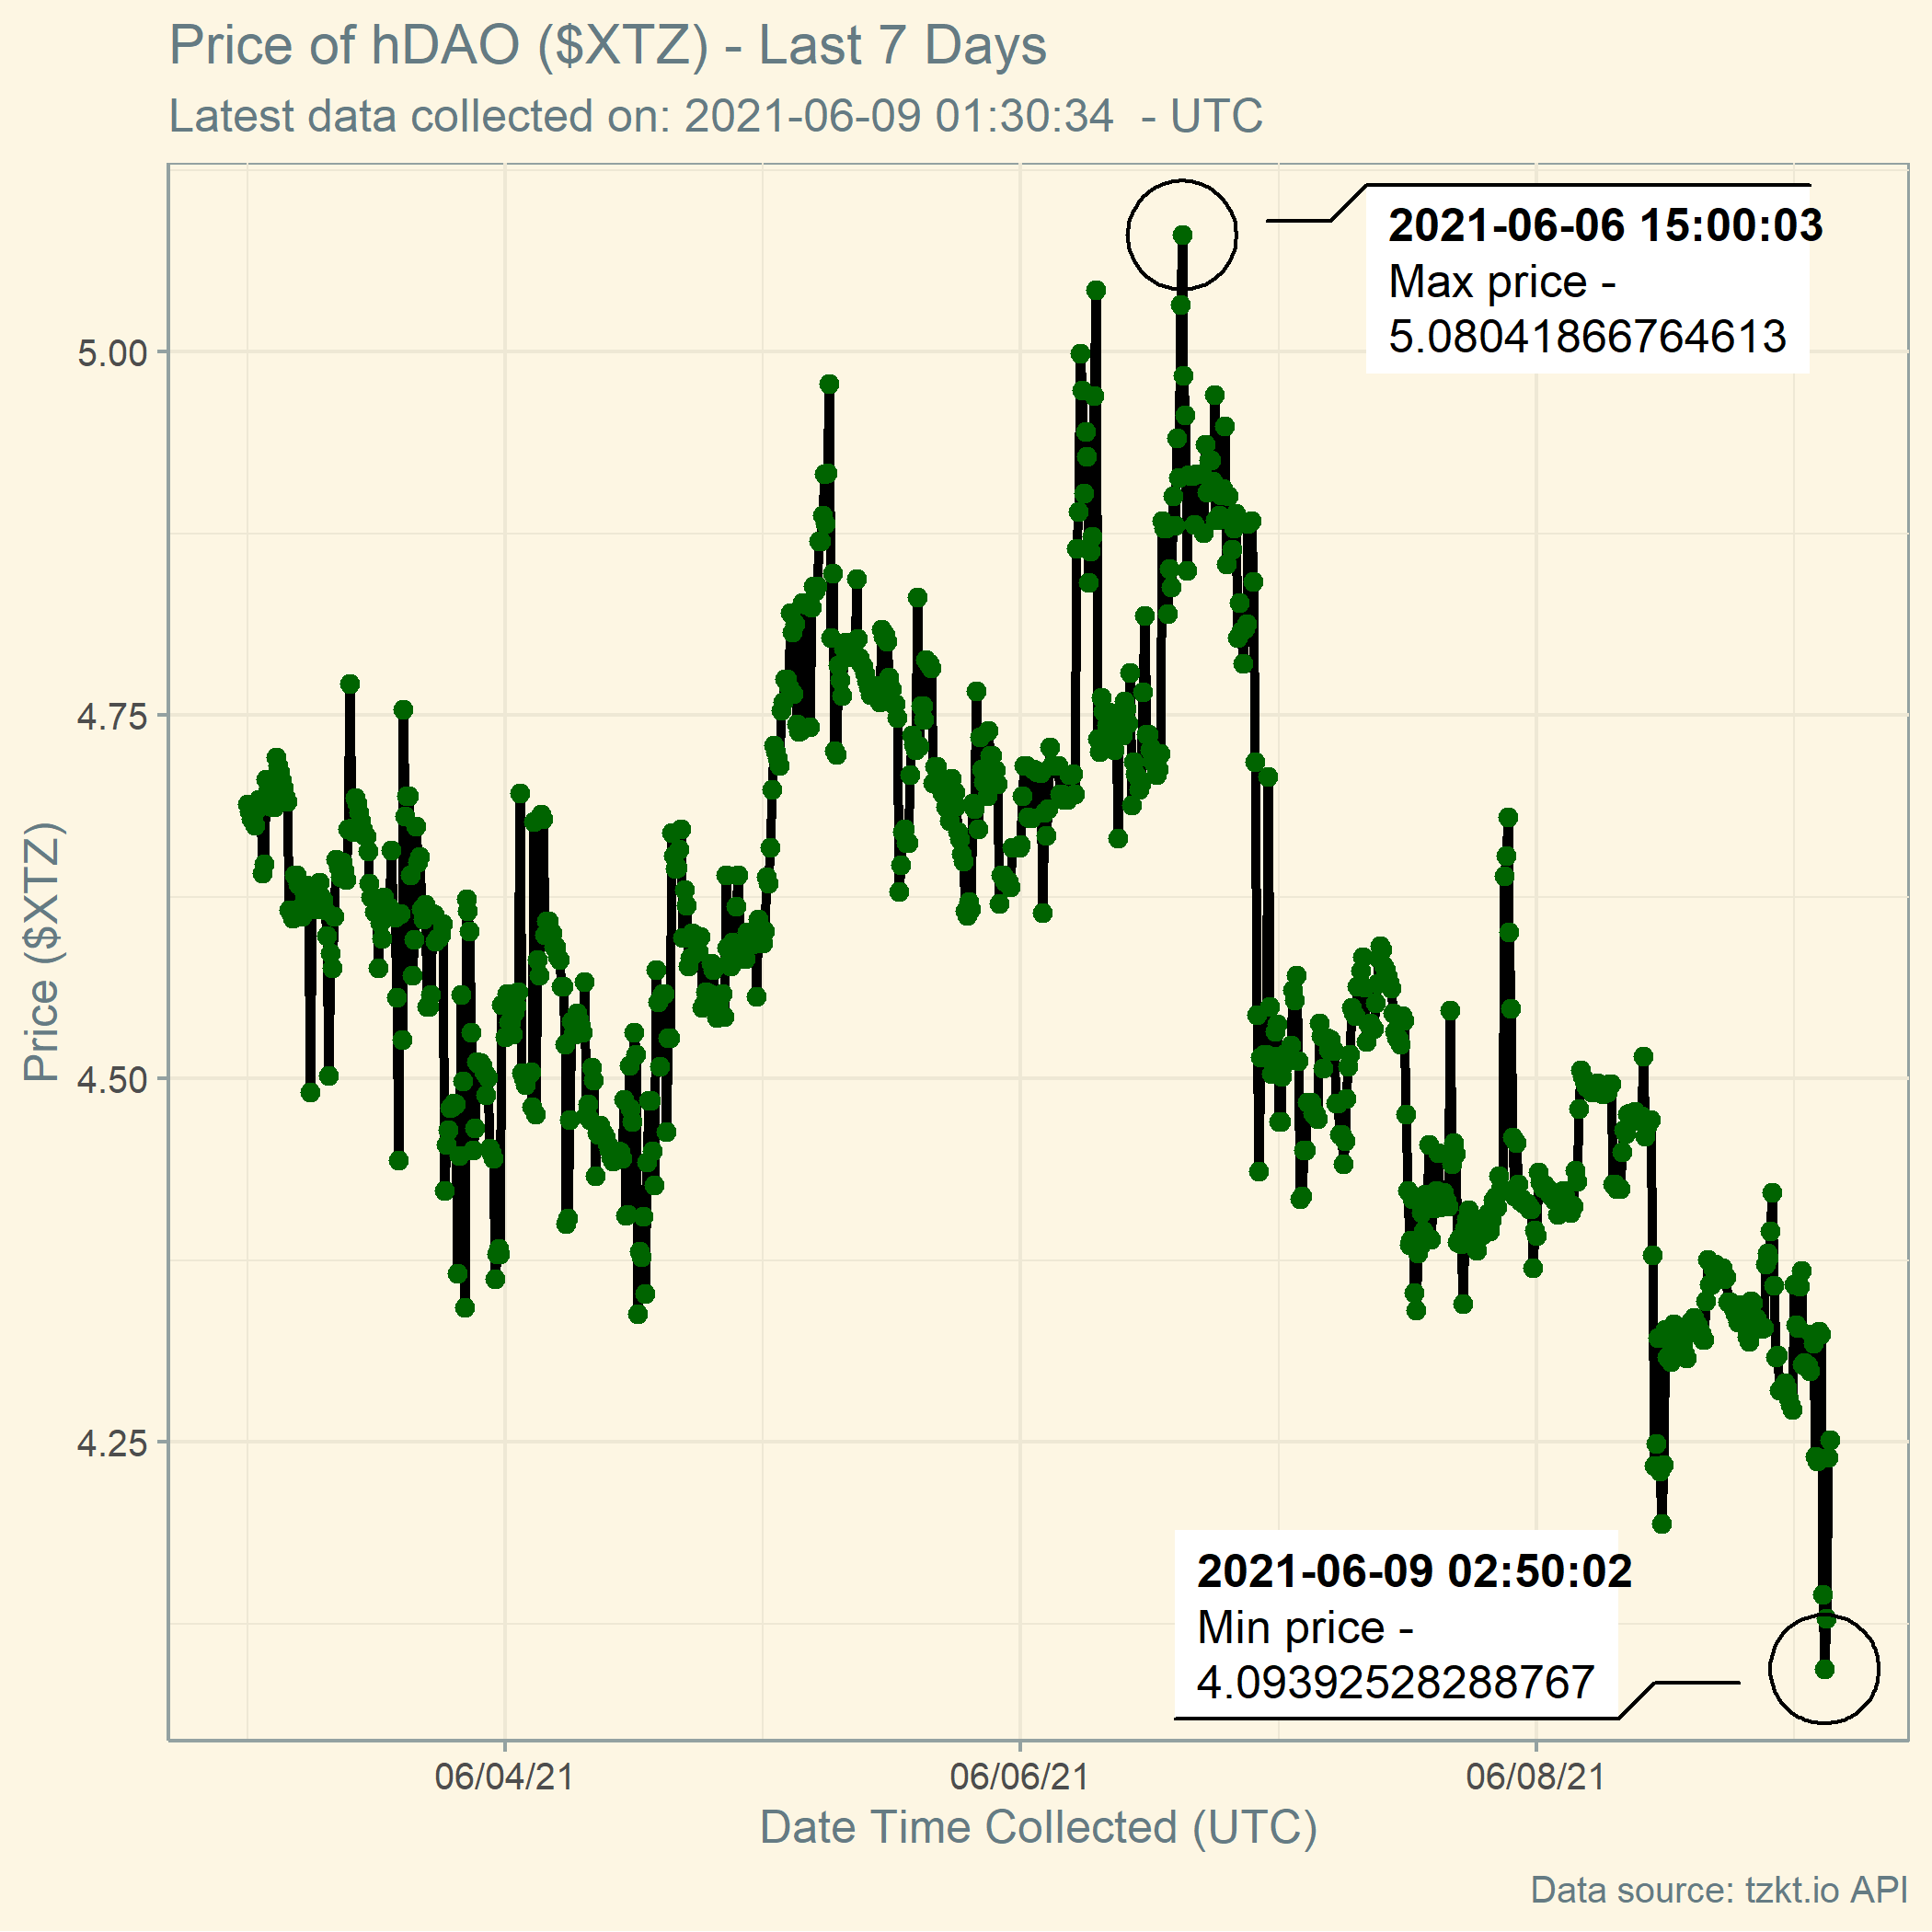 Price of hDAO ($XTZ) - Last 7 Days
Latest data collected on: 2021-06-09 01:30:34  - UTC
2021-06-06 15:00:03
Max price -
5.08041866764613
5.00
4.75
4.50
4.25
Price ($XTZ)
2021-06-09 02:50:02
Min price -
4.09392528288767
06/04/21
06/06/21
06/08/21
Date Time Collected (UTC)
Data source: tzkt.io API